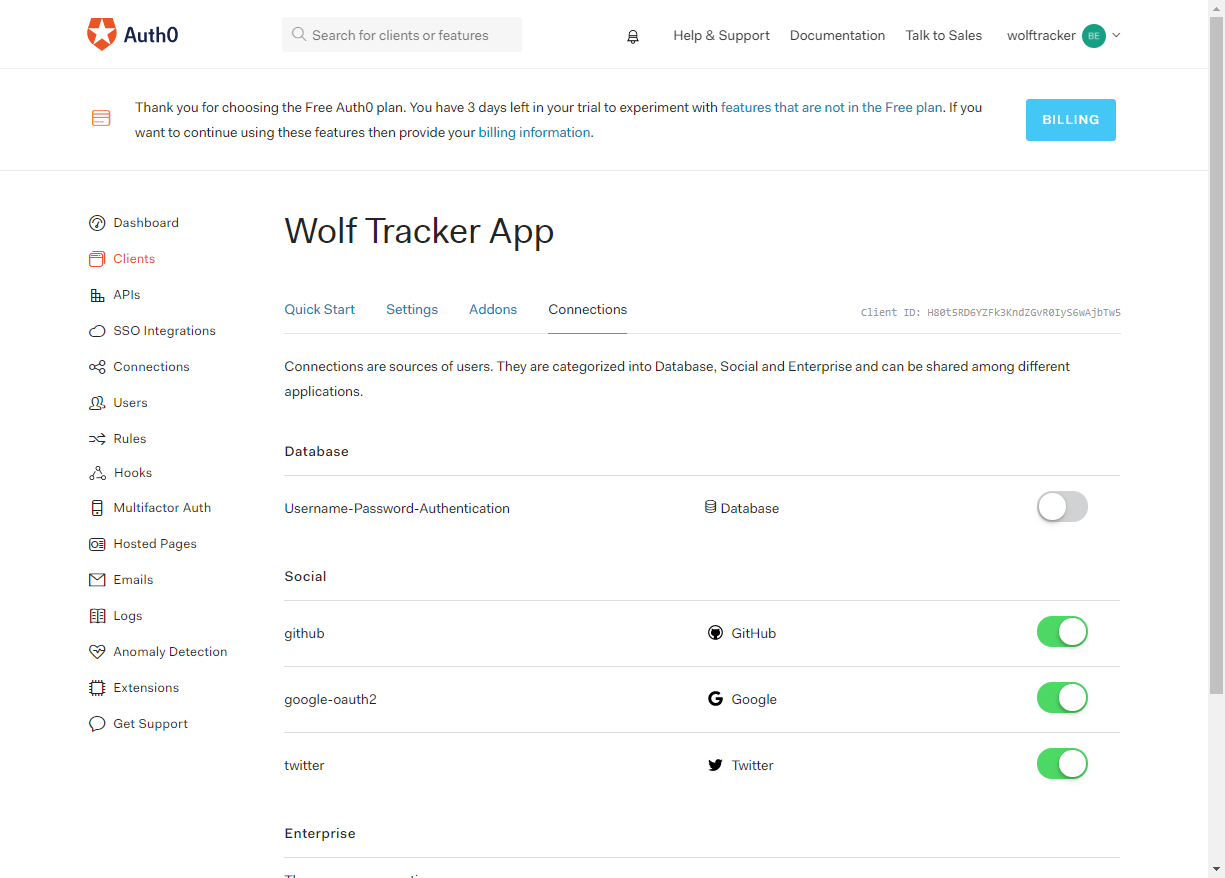 Auth0
Search for clients or features
Help & Support
Documentation
Talk to Sales
wolftracker
BE
Thank you for choosing the Free Auth0 plan. You have 3 days left in your trial to experiment with features that are not in the Free plan. If you
want to continue using these features then provide your billing information.
BILLING
Dashboard
Clients
APIs
SSO Integrations
Connections
Users
Rules
Hooks
Multifactor Auth
Hosted Pages
Emails
Logs
Anomaly Detection
Extensions
Get Support
Wolf Tracker App
Quick Start
Settings
Addons
Connections
Client ID: H80t5RD6YZFk3KndZGvR0IyS6wAjbTw5
Connections are sources of users. They are categorized into Database, Social and Enterprise and can be shared among different
applications.
Database
Username-Password-Authentication
Database
Social
github
GitHub
google-oauth2
Google
twitter
Twitter
Enterprise